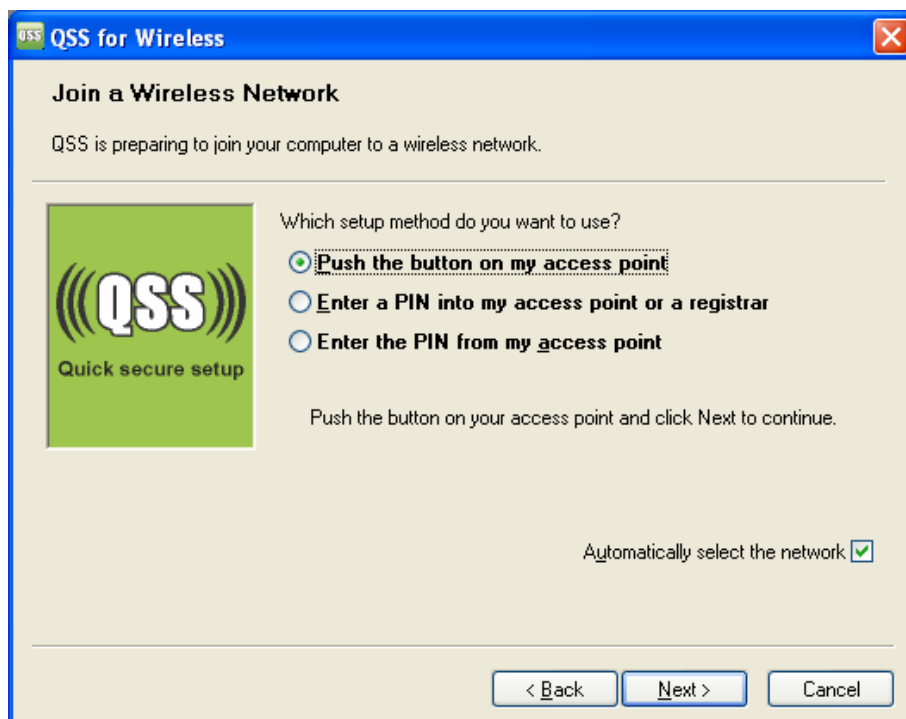 QSS QSS for Wireless
Join a Wireless Network
QSS is preparing to join your computer to a wireless network.
Which setup method do you want to use?
Push the button on my access point
Enter a PIN into my access point or a registrar
Enter the PIN from my access point
QSS
Quick secure setup
Push the button on your access point and click Next to continue.
Automatically select the network
< Back
Next >
Cancel